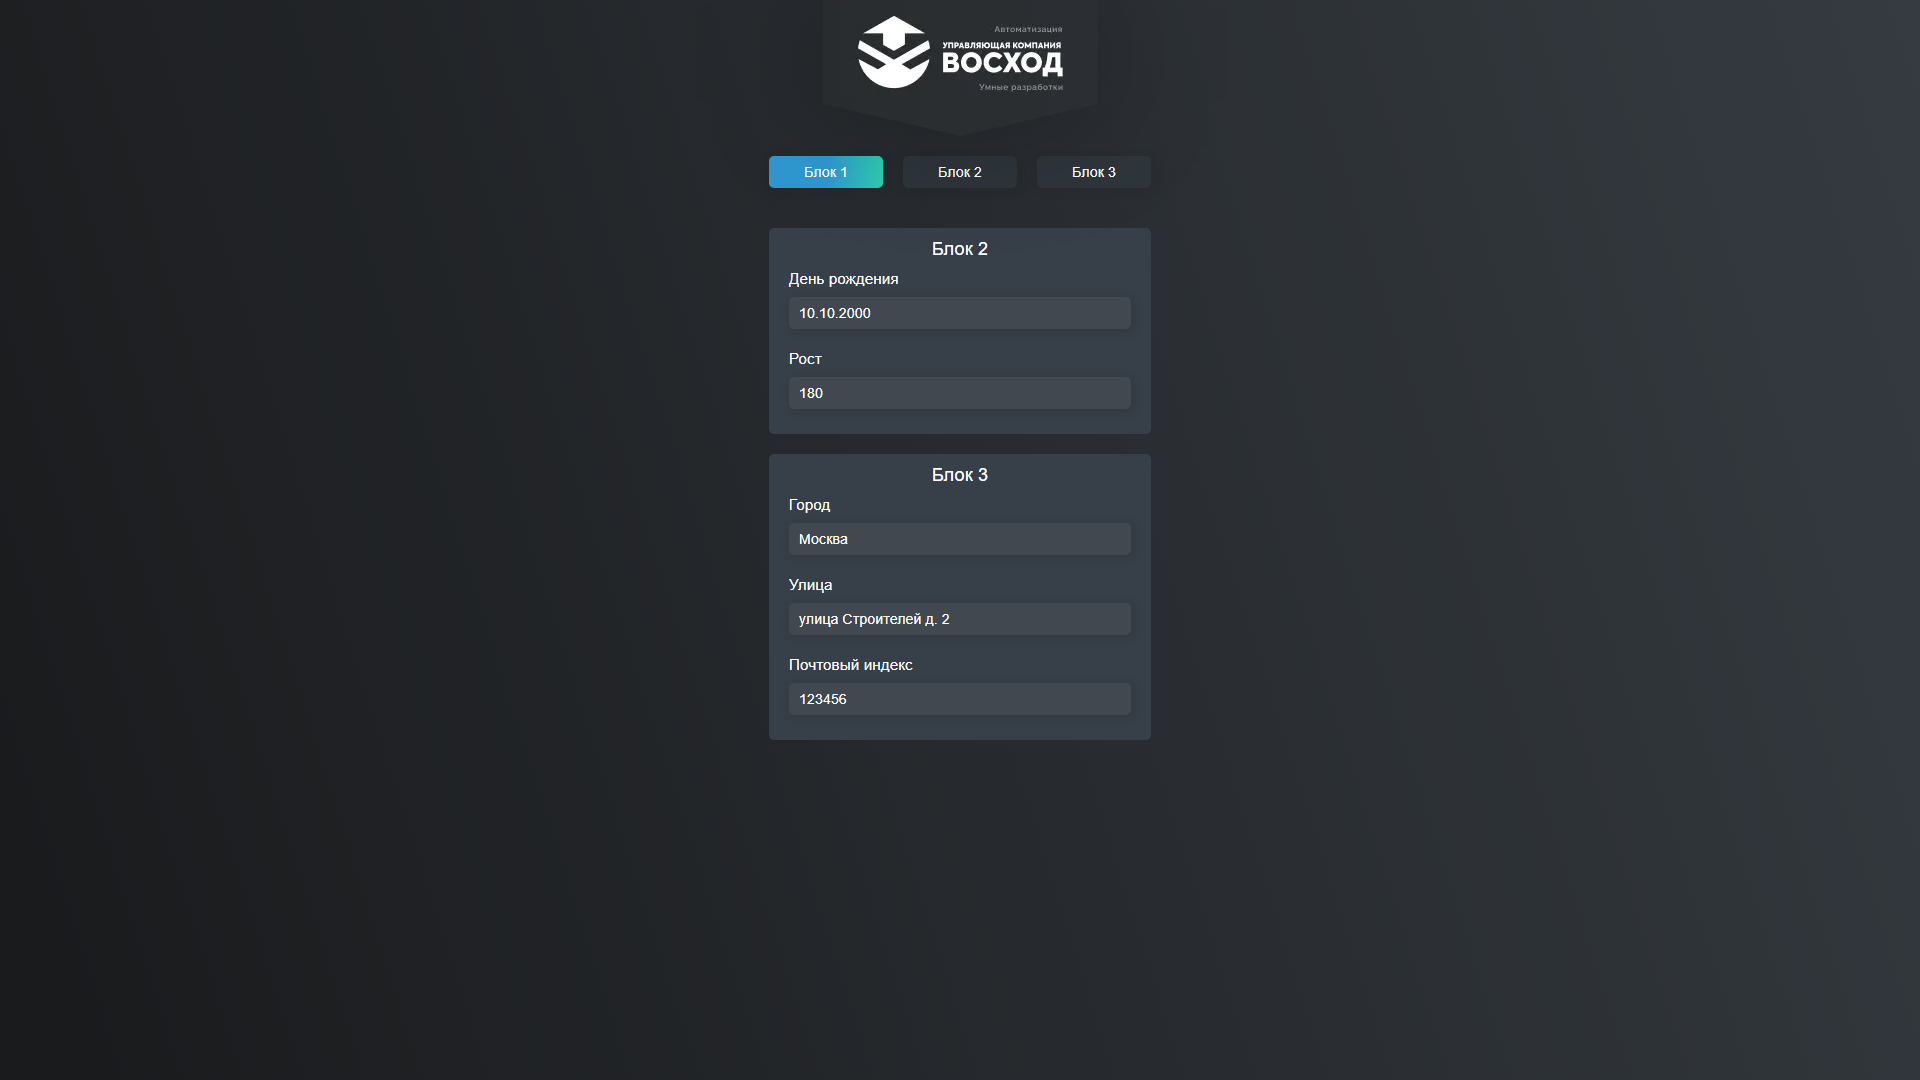 Автоматизация
УПРАВЛЯЮЩАЯ КОМПАНИЯ
ВОСХОД
Умные разработки
Блок 1
Блок 2
Блок 3
Блок 2
День рождения
10.10.2000
Рост
180
Блок 3
Город
Москва
Улица
улица Строителей д. 2
Почтовый индекс
123456